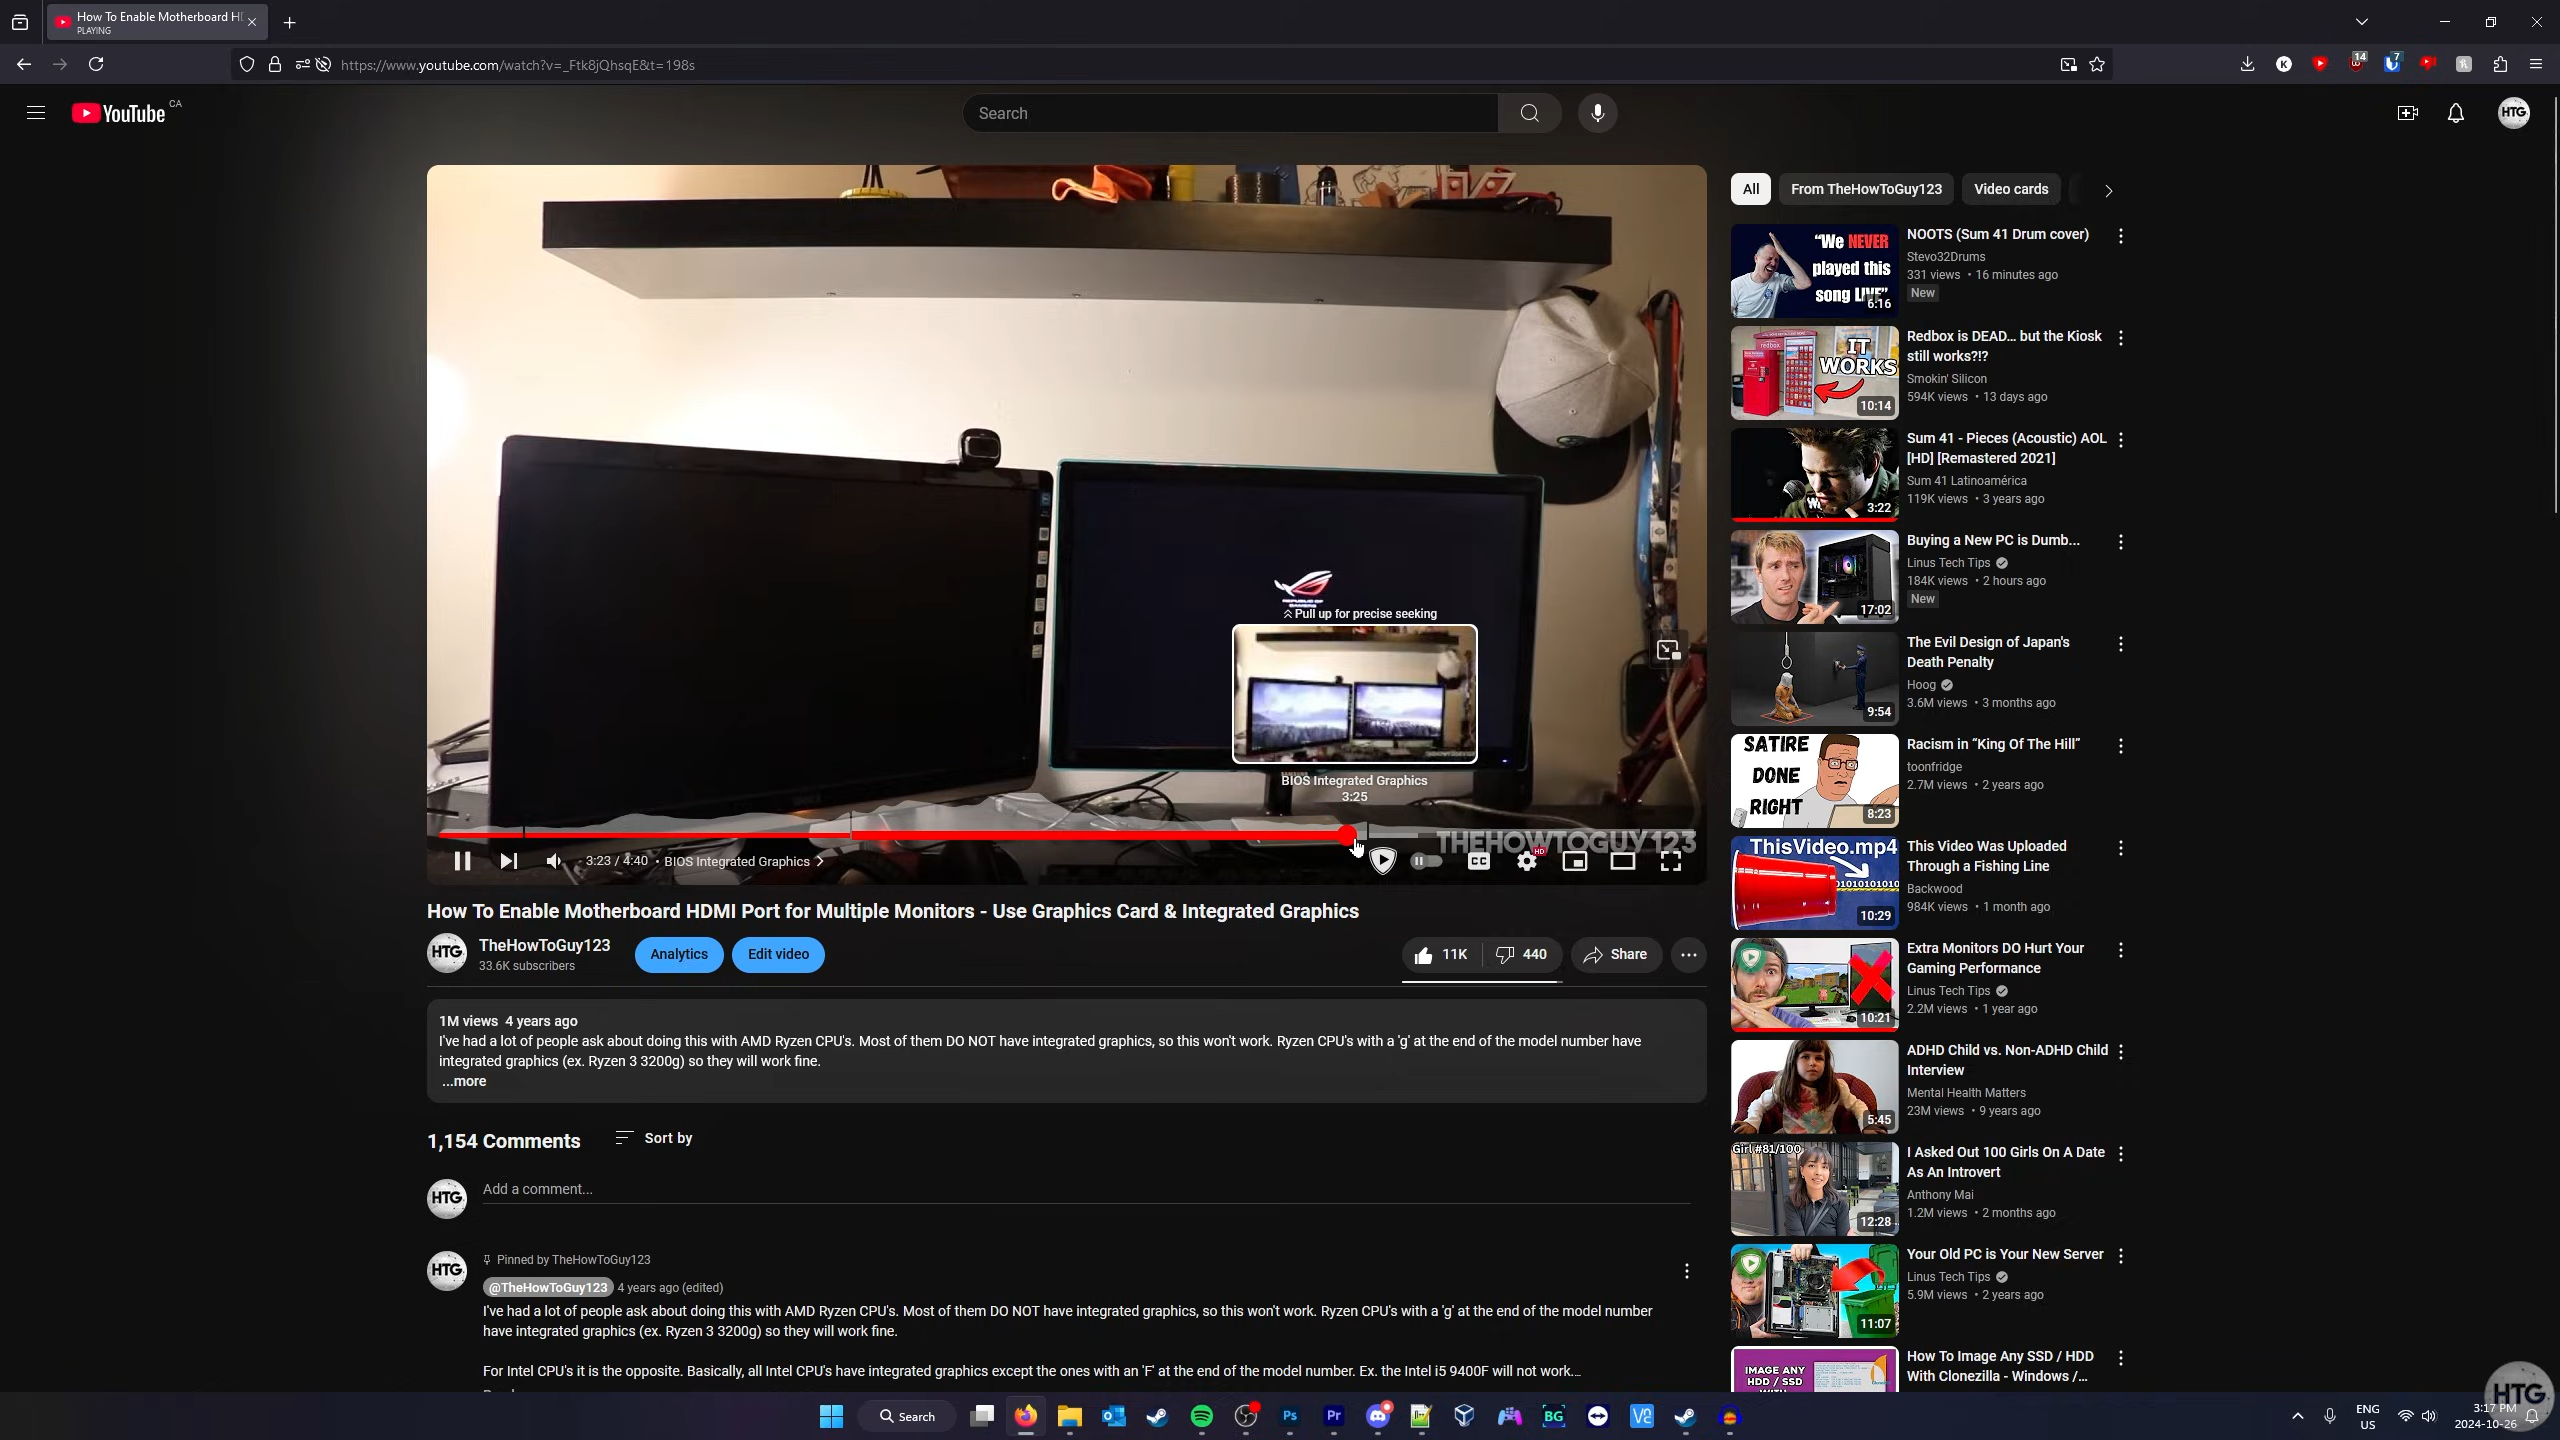 How To Enable Motherboard H
PLAYING
https://www.youtube.com/watch?v=_Ftk8jQhsqE&t=198s
14
7
YouTube CA
Search
HTG
REPUBLIC OF
GAMERS
Pull up for precise seeking
BIOS Integrated Graphics
3:25
THEHOWTOGUY123
3:23 / 4:40 • BIOS Integrated Graphics
CC
HD
How To Enable Motherboard HDMI Port for Multiple Monitors - Use Graphics Card & Integrated Graphics
HTG
TheHowToGuy123
33.6K subscribers
Analytics
Edit video
11K
440
Share
1M views 4 years ago
I've had a lot of people ask about doing this with AMD Ryzen CPU's. Most of them DO NOT have integrated graphics, so this won't work. Ryzen CPU's with a 'g' at the end of the model number have
integrated graphics (ex. Ryzen 3 3200g) so they will work fine.
...more
1,154 Comments
Sort by
HTG
Add a comment...
HTG
Pinned by TheHowToGuy123
@TheHowToGuy123 4 years ago (edited)
I've had a lot of people ask about doing this with AMD Ryzen CPU's. Most of them DO NOT have integrated graphics, so this won't work. Ryzen CPU's with a 'g' at the end of the model number
have integrated graphics (ex. Ryzen 3 3200g) so they will work fine.
For Intel CPU's it is the opposite. Basically, all Intel CPU's have integrated graphics except the ones with an 'F' at the end of the model number. Ex. the Intel i5 9400F will not work...
All
From TheHowToGuy123
Video cards
"We NEVER
played this
song LIVE"
6:16
NOOTS (Sum 41 Drum cover)
Stevo32Drums
331 views • 16 minutes ago
New
redbox
IT
WORKS
10:14
Redbox is DEAD... but the Kiosk
still works?!?
Smokin' Silicon
594K views • 13 days ago
3:22
Sum 41 - Pieces (Acoustic) AOL
[HD] [Remastered 2021]
Sum 41 Latinoamérica
119K views • 3 years ago
17:02
Buying a New PC is Dumb...
Linus Tech Tips
184K views • 2 hours ago
New
9:54
The Evil Design of Japan's
Death Penalty
Hoog
3.6M views • 3 months ago
SATIRE
DONE
RIGHT
8:23
Racism in “King Of The Hill”
toonfridge
2.7M views • 2 years ago
ThisVideo.mp4
10:29
This Video Was Uploaded
Through a Fishing Line
Backwood
984K views • 1 month ago
10:21
Extra Monitors DO Hurt Your
Gaming Performance
Linus Tech Tips
2.2M views • 1 year ago
5:45
ADHD Child vs. Non-ADHD Child
Interview
Mental Health Matters
23M views • 9 years ago
Girl #81/100
12:28
I Asked Out 100 Girls On A Date
As An Introvert
Anthony Mai
1.2M views • 2 months ago
11:07
Your Old PC is Your New Server
Linus Tech Tips
5.9M views • 2 years ago
IMAGE ANY
HDD / SSD
How To Image Any SSD / HDD
With Clonezilla - Windows /...
HTG
Search
Ps
Pr
BG
V2
ENG
US
3:17 PM
2024-10-26